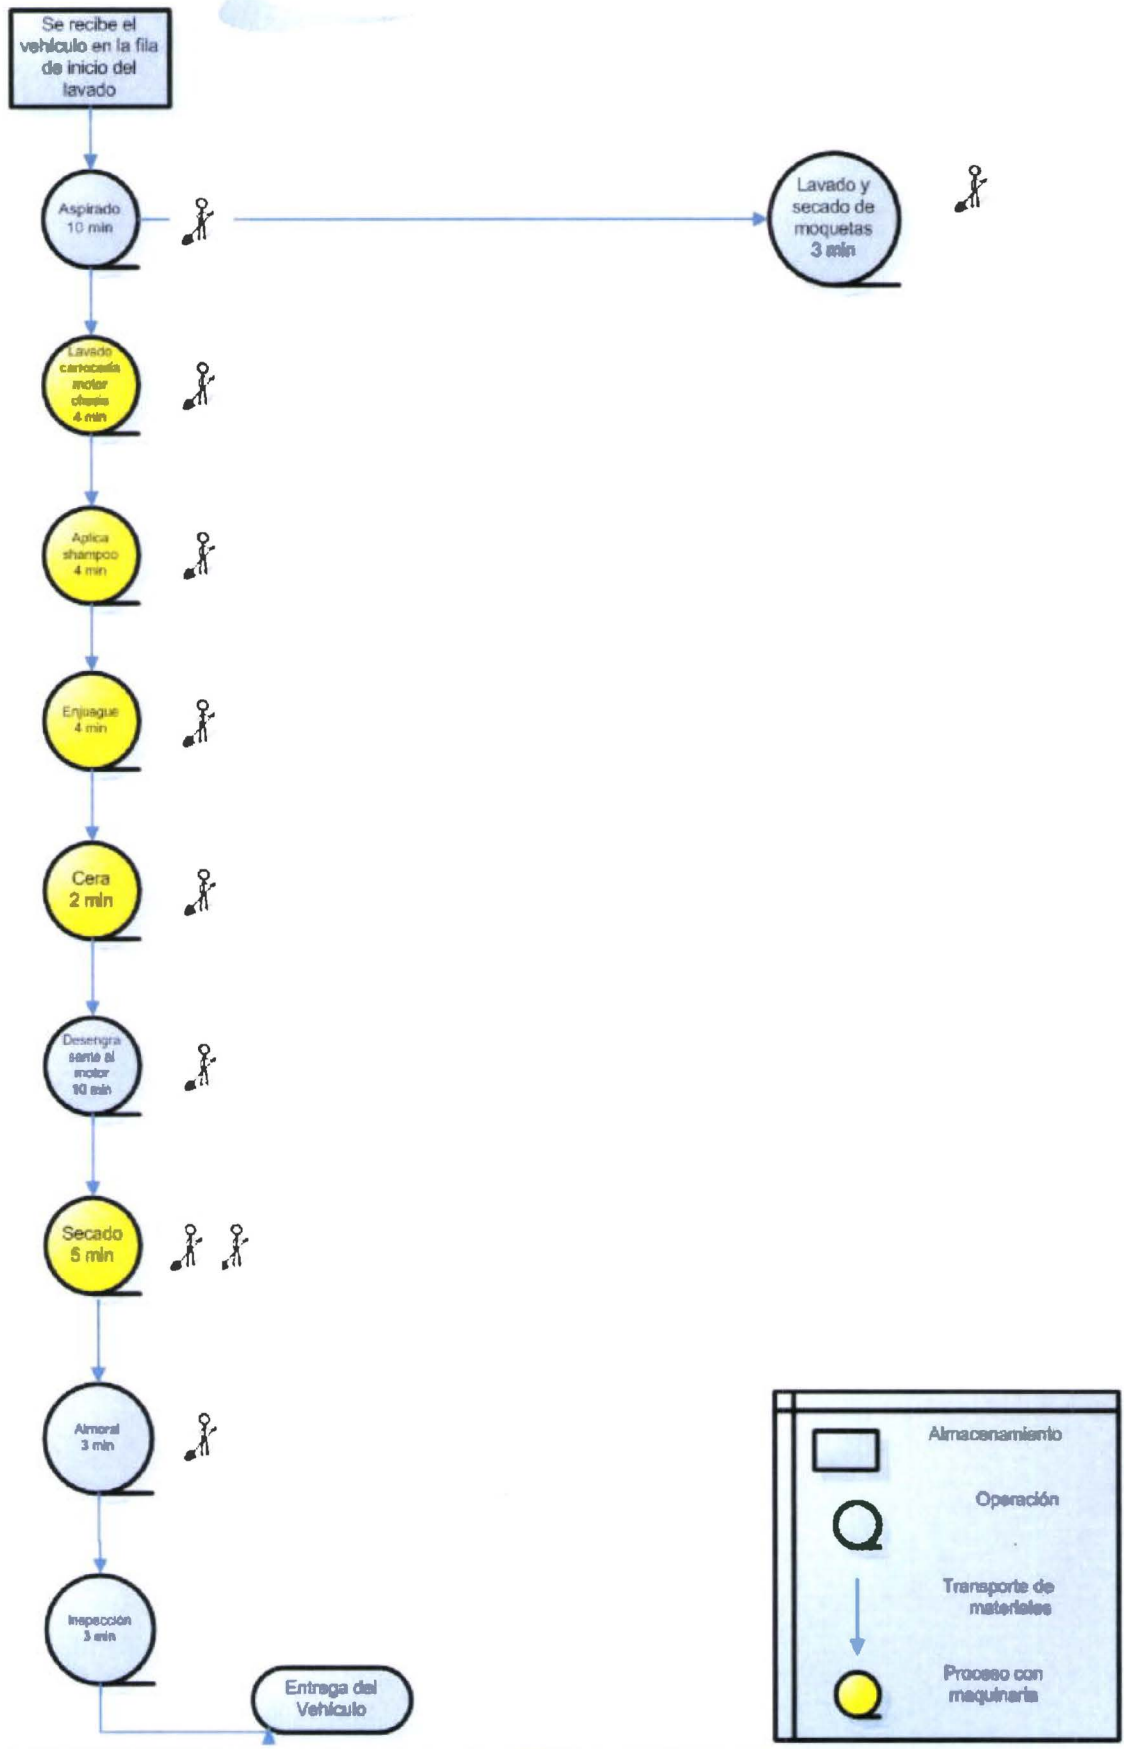 Se recibe el
vehículo en la fila
de inicio del
lavado
Aspirado
10 min
Lavado y
secado de
moquetas
3 min
Lavado
carrocería
motor
chasis
4 min
Aplica
shampoo
4 min
Enjuague
4 min
Cera
2 min
Desengra
sante al
motor
10 min
Secado
5 min
Almoral
3 min
Inspección
3 min
Entrega del
Vehículo
Almacenamiento
Operación
Transporte de
materiales
Proceso con
maquinaria